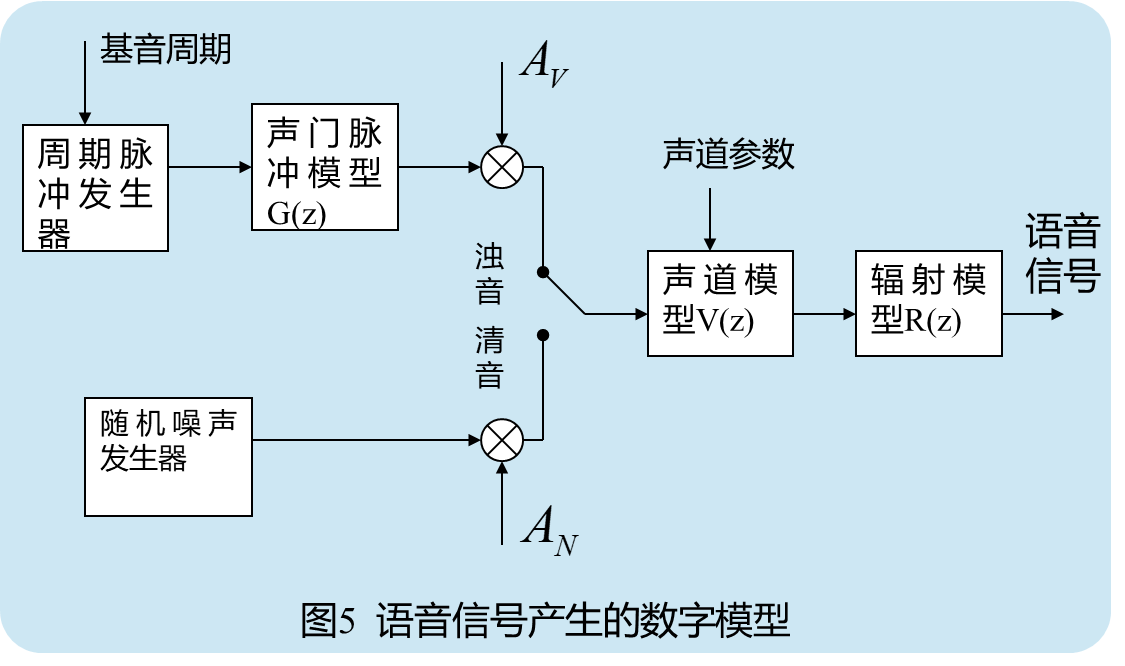 基音周期
周期脉
冲发生
器
声门脉
冲模型
G(z)
A_V
浊
音
清
音
声道参数
声道模
型V(z)
辐射模
型R(z)
语音
信号
随机噪声
发生器
A_N
图5 语音信号产生的数字模型